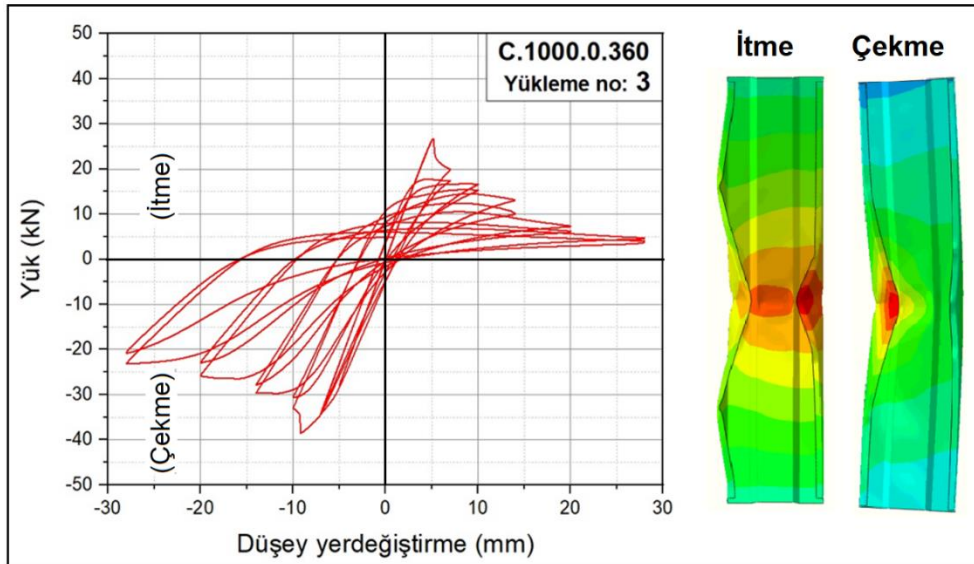 C.1000.0.360
Yükleme no: 3
50
40
30
20
10
0
-10
-20
-30
-40
-50
Yük (kN)
(İtme)
(Çekme)
-30
-20
-10
0
10
20
30
Düşey yerdeğiştirme (mm)
İtme
Çekme